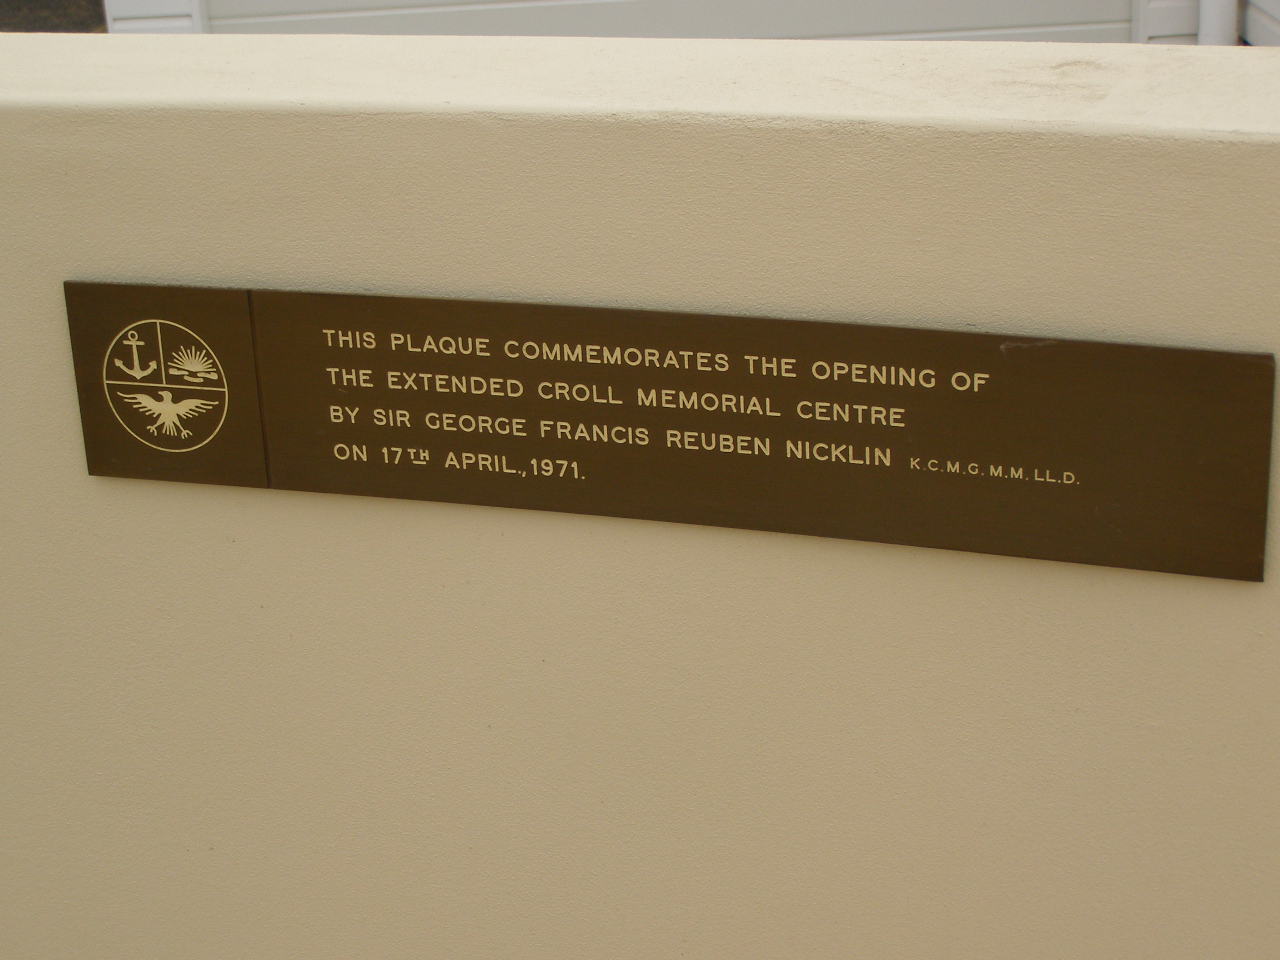 THIS PLAQUE COMMEMORATES THE OPENING OF
THE EXTENDED CROLL MEMORIAL CENTRE
BY SIR GEORGE FRANCIS REUBEN NICKLIN K.C.M.G. M.M. LL.D.
ON 17TH APRIL., 1971.